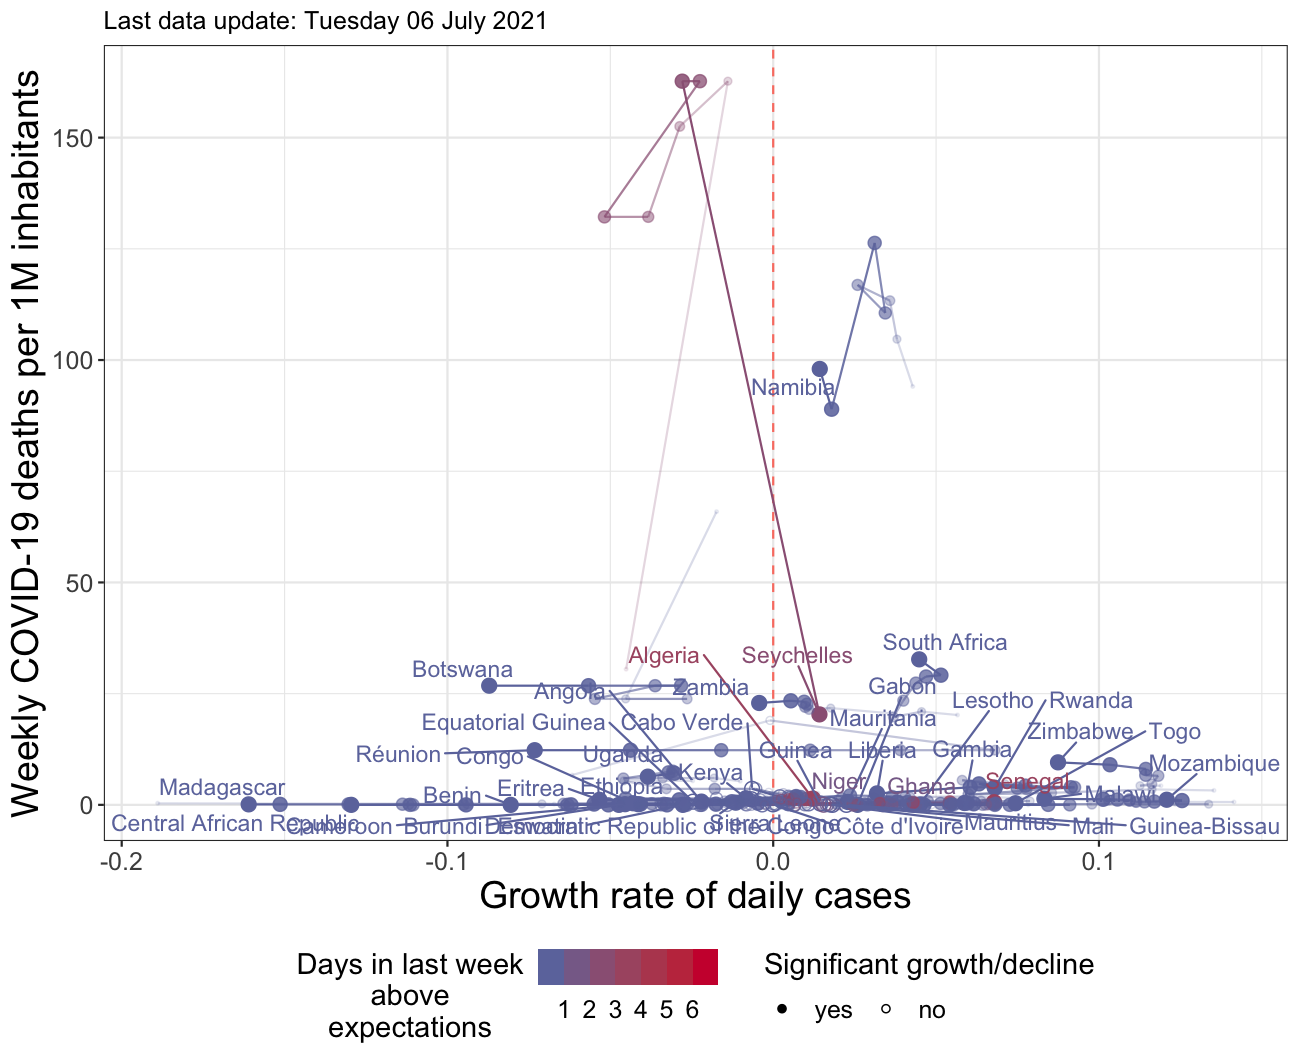 Last data update: Tuesday 06 July 2021
Weekly COVID-19 deaths per 1M inhabitants
150
100
50
0
Namibia
South Africa
Algeria
Seychelles
Botswana
Angola
Zambia
Gabon
Lesotho
Rwanda
Equatorial Guinea
Cabo Verde
Mauritania
Zimbabwe
Togo
Réunion
Congo
Uganda
Guinea
Liberia
Gambia
Mozambique
Kenya
Madagascar
Benin
Eritrea
Ethiopia
Niger
Ghana
Senegal
Malawi
Central African Republic
Cameroon
Burundi
Eswatini
Democratic Republic of the Congo
Sierra Leone
Côte d'Ivoire
Mauritius
Mali
Guinea-Bissau
-0.2
-0.1
0.0
0.1
Growth rate of daily cases
Days in last week
above
expectations
1 2 3 4 5 6
Significant growth/decline
yes
no